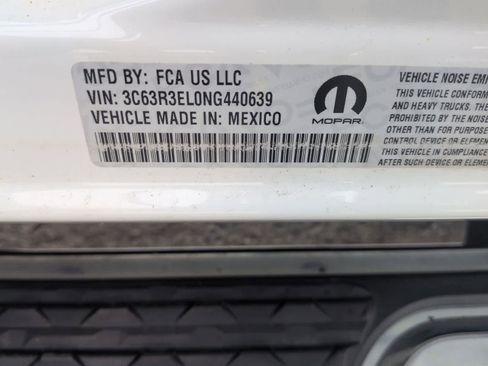 MFD BY: FCA US LLC
VIN: 3C63R3EL0NG440639
VEHICLE MADE IN: MEXICO
MOPAR
VEHICLE NOISE EMI
THIS VEHICLE CONFORM
AND HEAVY TRUCKS, THE
PROHIBITED BY THE NOISE
OTHER THAN FOR PURPOSE
CONTROL DEVICE OR ELEMEN
THIS VEHICLE IN COMPLIANCE
AFTER SUCH DEVICE OR ELEMEN